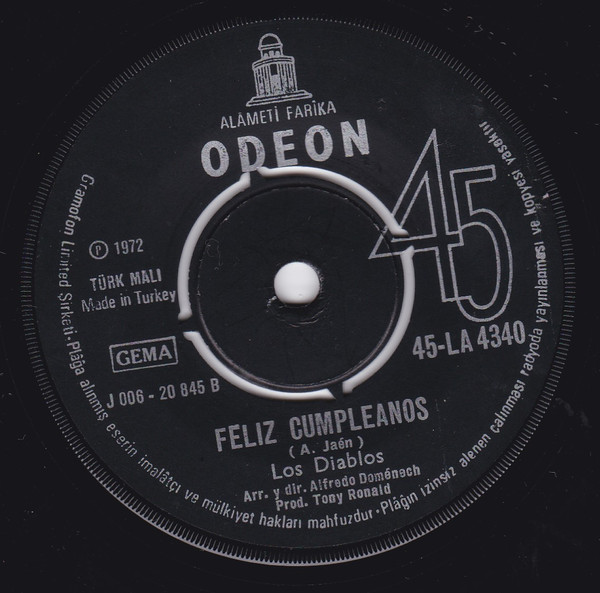 ALÂMETİ FARİKA
ODEON
45
℗ 1972
TÜRK MALI
Made in Turkey
GEMA
45-LA 4340
J 006 - 20 845 B
FELIZ CUMPLEANOS
( A. Jaén )
Los Diablos
Arr. y dir. Alfredo Doménech
Prod. Tony Ronald
Gramofon Limited Şirketi · Plâğa alınmış eserin imalâtçı ve mülkiyet hakları mahfuzdur · Plâğın izinsiz alenen çalınması radyoda yayınlanması ve kopyesi yasaktır